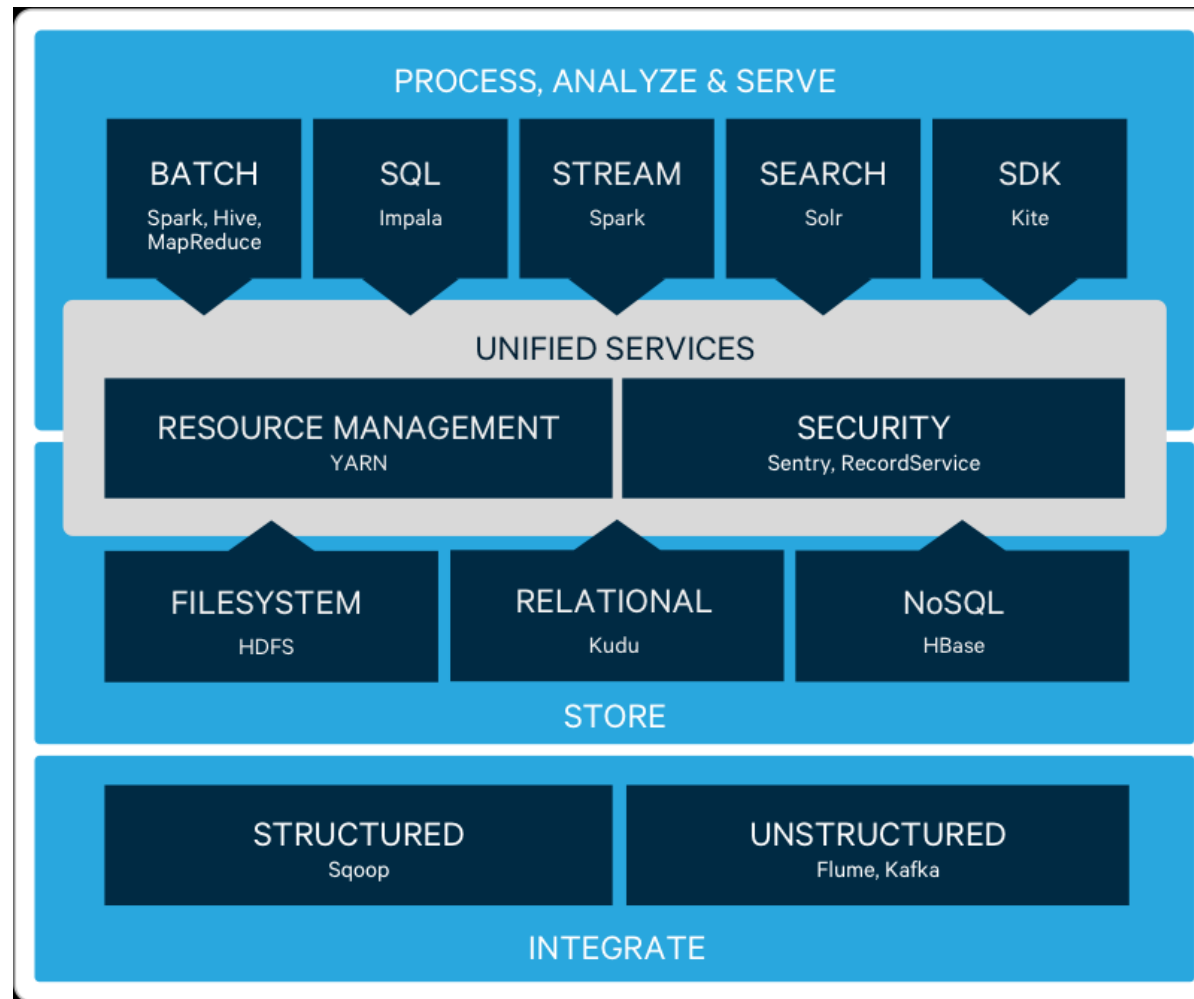 PROCESS, ANALYZE & SERVE
BATCH
Spark, Hive,
MapReduce
SQL
Impala
STREAM
Spark
SEARCH
Solr
SDK
Kite
UNIFIED SERVICES
RESOURCE MANAGEMENT
YARN
SECURITY
Sentry, RecordService
FILESYSTEM
HDFS
RELATIONAL
Kudu
NoSQL
HBase
STORE
STRUCTURED
Sqoop
UNSTRUCTURED
Flume, Kafka
INTEGRATE